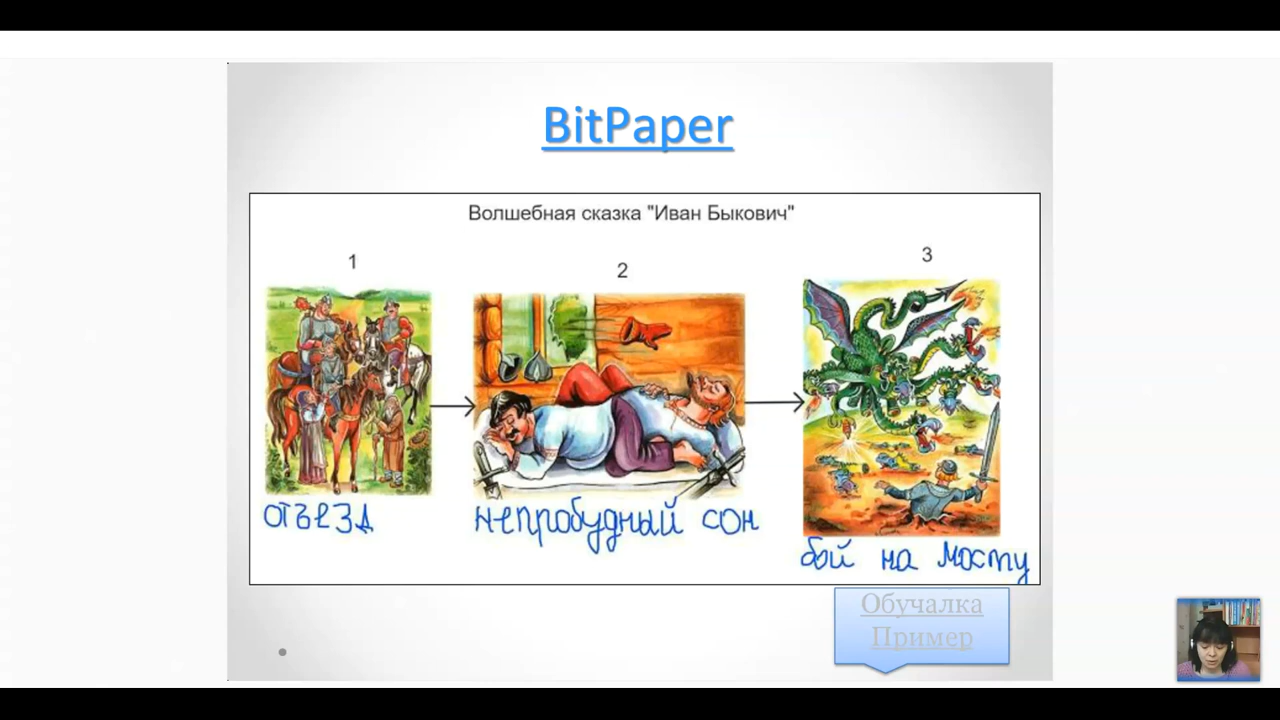 BitPaper
Волшебная сказка "Иван Быкович"
1
2
3
отъезд
непробудный сон
бой на мосту
Обучалка
Пример